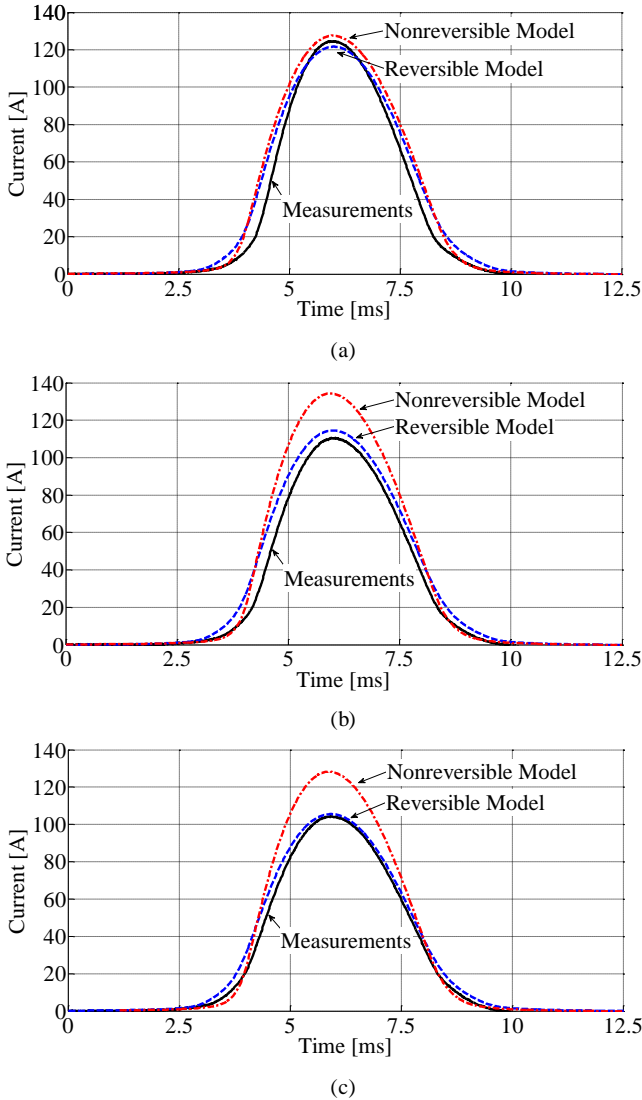 140
Nonreversible Model
120
Reversible Model
100
80
60
Measurements
40
20
0
Current [A]
0 2.5 5 7.5 10 12.5
Time [ms]
(a)
140
Nonreversible Model
120
Reversible Model
100
80
60
Measurements
40
20
0
Current [A]
0 2.5 5 7.5 10 12.5
Time [ms]
(b)
140
Nonreversible Model
120
Reversible Model
100
80
60
Measurements
40
20
0
Current [A]
0 2.5 5 7.5 10 12.5
Time [ms]
(c)